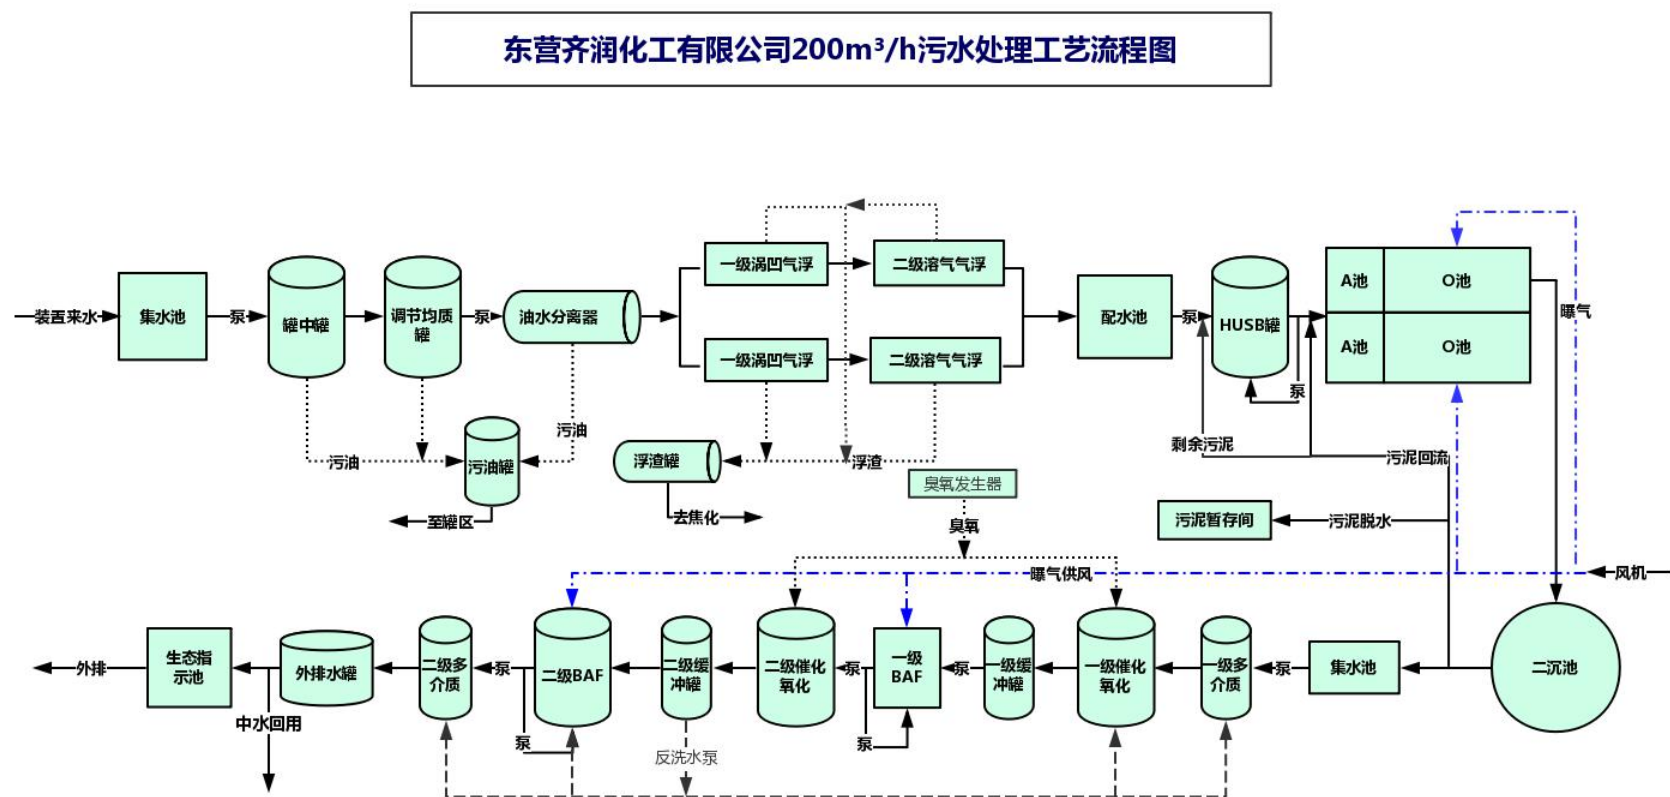 东营齐润化工有限公司200m³/h污水处理工艺流程图
一级涡凹气浮
二级溶气气浮
A池
O池
曝气
装置来水
集水池
泵
罐中罐
调节均质
罐
泵
油水分离器
配水池
泵
HUSB罐
一级涡凹气浮
二级溶气气浮
A池
O池
泵
污油
剩余污泥
污泥回流
污油
污油罐
浮渣罐
浮渣
臭氧发生器
至罐区
去焦化
臭氧
污泥暂存间
污泥脱水
曝气供风
风机
外排
生态指
示池
外排水罐
二级多
介质
泵
二级BAF
二级缓
冲罐
二级催化
氧化
泵
一级
BAF
泵
一级缓
冲罐
一级催化
氧化
一级多
介质
泵
集水池
二沉池
中水回用
泵
反洗水泵
泵